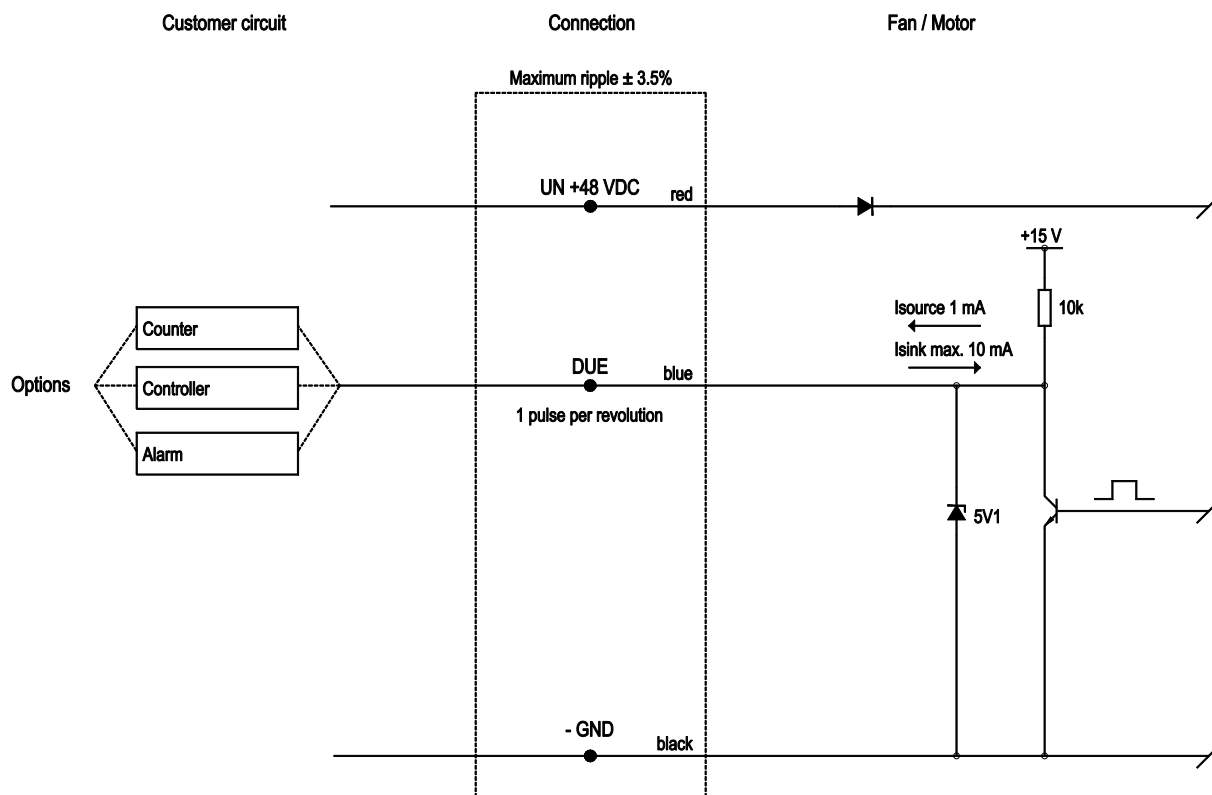 Customer circuit
Connection
Fan / Motor
Maximum ripple ± 3.5%
UN +48 VDC
red
+15 V
10k
Isource 1 mA
Isink max. 10 mA
Counter
Options
Controller
Alarm
DUE
blue
1 pulse per revolution
5V1
- GND
black